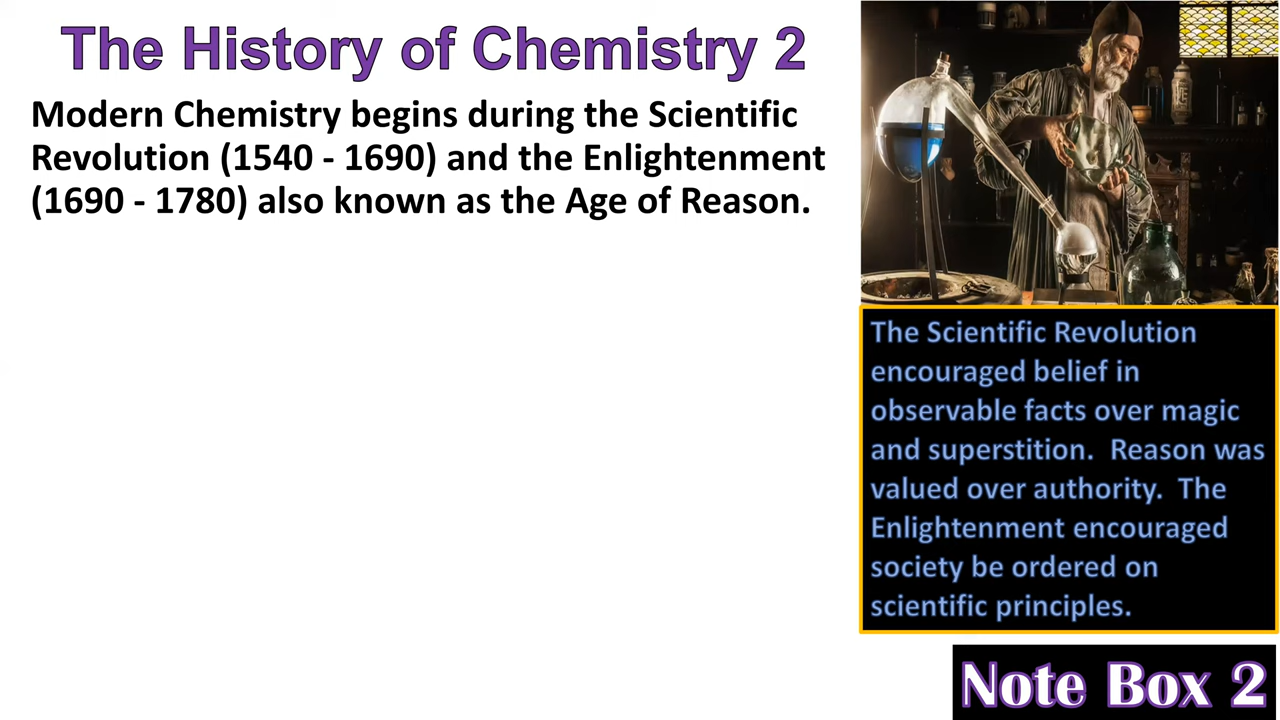 The History of Chemistry 2
Modern Chemistry begins during the Scientific
Revolution (1540 - 1690) and the Enlightenment
(1690 - 1780) also known as the Age of Reason.
The Scientific Revolution
encouraged belief in
observable facts over magic
and superstition.  Reason was
valued over authority.  The
Enlightenment encouraged
society be ordered on
scientific principles.
Note Box 2